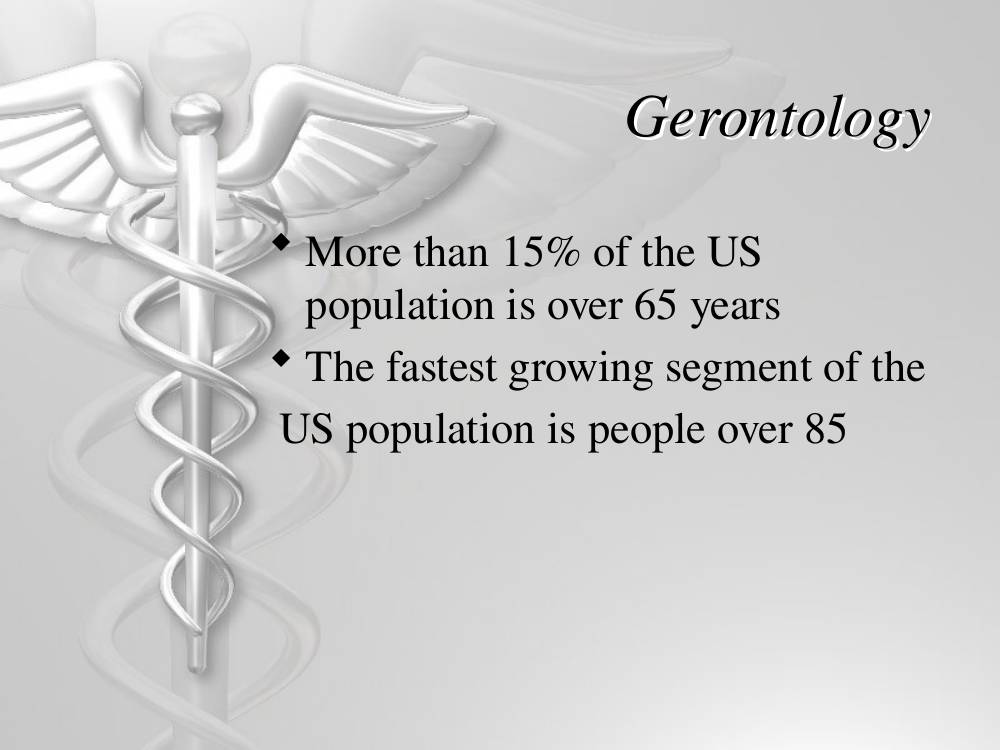 Gerontology
◆ More than 15% of the US
population is over 65 years
◆ The fastest growing segment of the
US population is people over 85